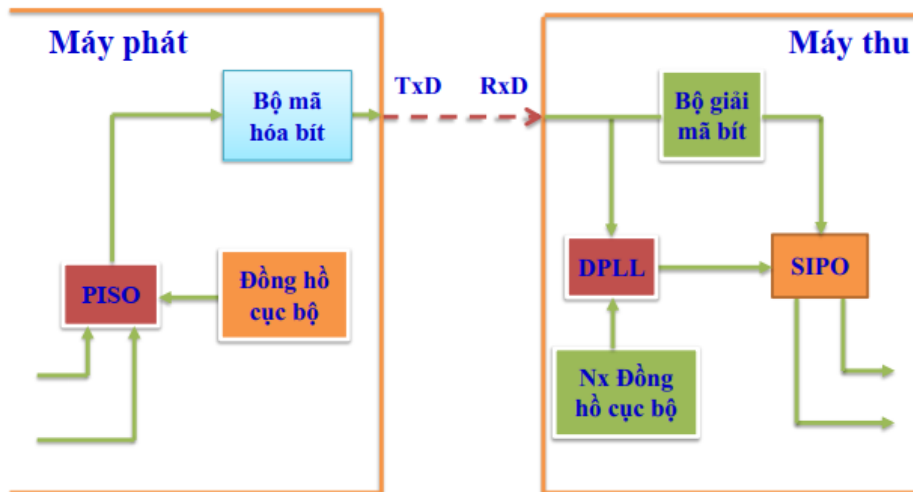 Máy phát
Máy thu
Bộ mã
hóa bít
TxD
RxD
Bộ giải
mã bít
PISO
Đồng hồ
cục bộ
DPLL
SIPO
Nx Đồng
hồ cục bộ